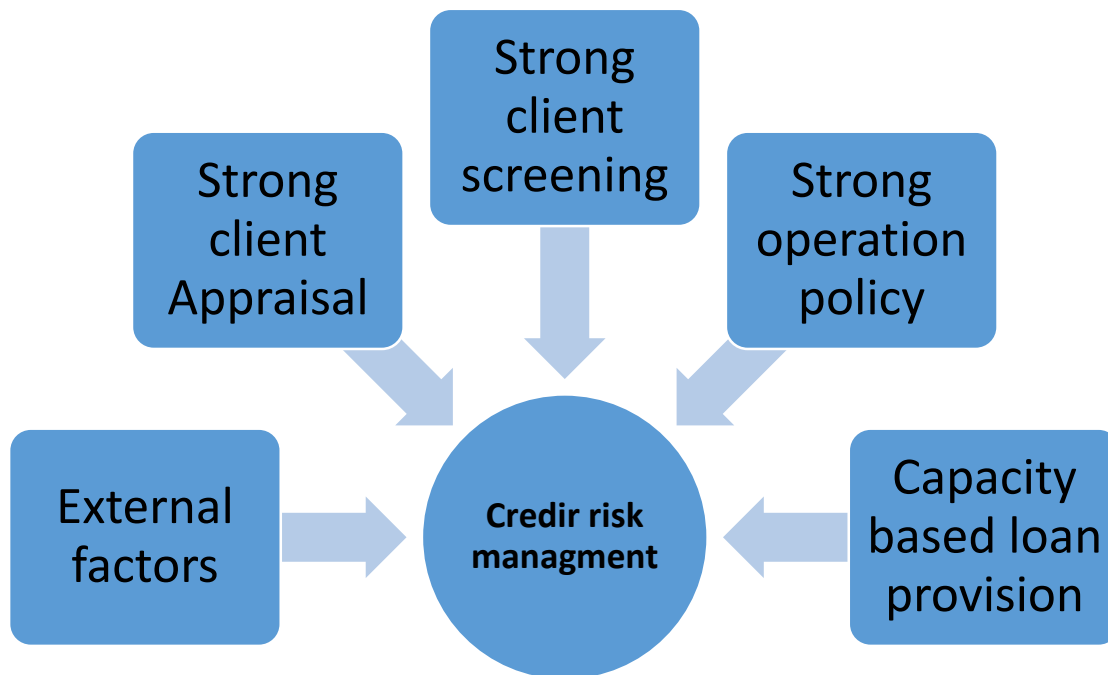 Strong
client
screening
Strong
client
Appraisal
Strong
operation
policy
External
factors
Credir risk
managment
Capacity
based loan
provision